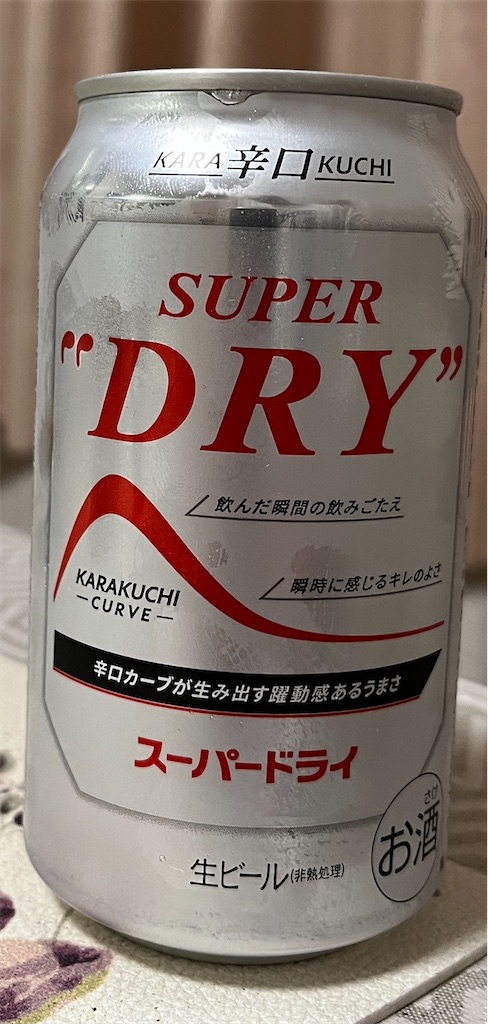 KARA 辛口 KUCHI
SUPER
“DRY”
飲んだ瞬間の飲みごたえ
瞬時に感じるキレのよさ
KARAKUCHI
—CURVE—
辛口カーブが生み出す躍動感あるうまさ
スーパードライ
さけ
お酒
生ビール(非熱処理)